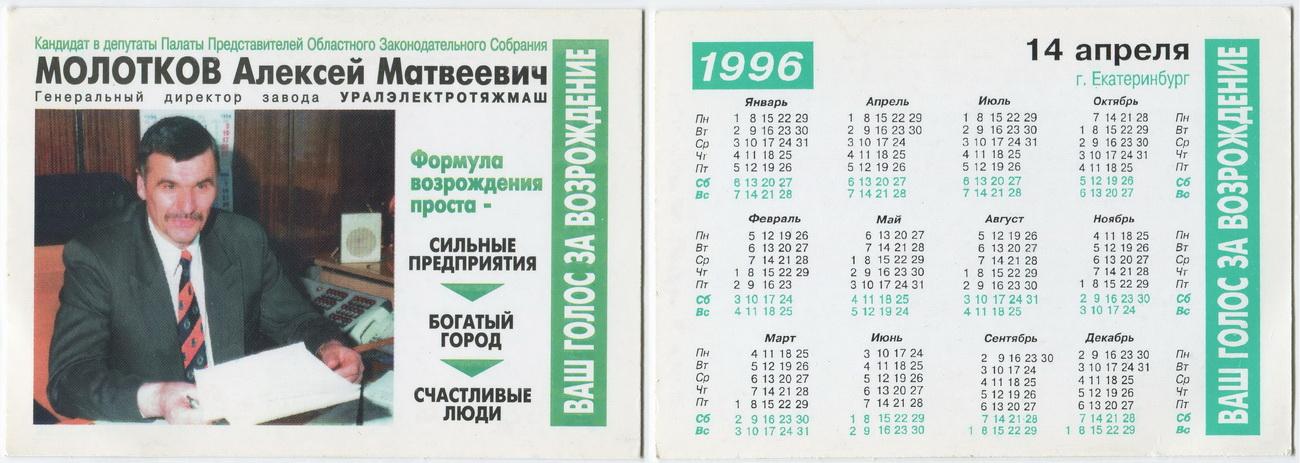 Кандидат в депутаты Палаты Представителей Областного Законодательного Собрания
МОЛОТКОВ Алексей Матвеевич
Генеральный директор завода УРАЛЭЛЕКТРОТЯЖМАШ
Формула
возрождения
проста -
СИЛЬНЫЕ
ПРЕДПРИЯТИЯ
БОГАТЫЙ
ГОРОД
СЧАСТЛИВЫЕ
ЛЮДИ
ВАШ ГОЛОС ЗА ВОЗРОЖДЕНИЕ
1996
14 апреля
г. Екатеринбург
Январь Апрель Июль Октябрь
Пн 1 8 15 22 29 1 8 15 22 29 1 8 15 22 29 7 14 21 28 Пн
Вт 2 9 16 23 30 2 9 16 23 30 2 9 16 23 30 1 8 15 22 29 Вт
Ср 3 10 17 24 31 3 10 17 24 3 10 17 24 31 2 9 16 23 30 Ср
Чт 4 11 18 25 4 11 18 25 4 11 18 25 3 10 17 24 31 Чт
Пт 5 12 19 26 5 12 19 26 5 12 19 26 4 11 18 25 Пт
Сб 6 13 20 27 6 13 20 27 6 13 20 27 5 12 19 26 Сб
Вс 7 14 21 28 7 14 21 28 7 14 21 28 6 13 20 27 Вс
Февраль Май Август Ноябрь
Пн 5 12 19 26 6 13 20 27 5 12 19 26 4 11 18 25 Пн
Вт 6 13 20 27 7 14 21 28 6 13 20 27 5 12 19 26 Вт
Ср 7 14 21 28 1 8 15 22 29 7 14 21 28 6 13 20 27 Ср
Чт 1 8 15 22 29 2 9 16 23 30 1 8 15 22 29 7 14 21 28 Чт
Пт 2 9 16 23 3 10 17 24 31 2 9 16 23 30 1 8 15 22 29 Пт
Сб 3 10 17 24 4 11 18 25 3 10 17 24 31 2 9 16 23 30 Сб
Вс 4 11 18 25 5 12 19 26 4 11 18 25 3 10 17 24 Вс
Март Июнь Сентябрь Декабрь
Пн 4 11 18 25 3 10 17 24 2 9 16 23 30 2 9 16 23 30 Пн
Вт 5 12 19 26 4 11 18 25 3 10 17 24 3 10 17 24 31 Вт
Ср 6 13 20 27 5 12 19 26 4 11 18 25 4 11 18 25 Ср
Чт 7 14 21 28 6 13 20 27 5 12 19 26 5 12 19 26 Чт
Пт 1 8 15 22 29 7 14 21 28 6 13 20 27 6 13 20 27 Пт
Сб 2 9 16 23 30 1 8 15 22 29 7 14 21 28 7 14 21 28 Сб
Вс 3 10 17 24 31 2 9 16 23 30 1 8 15 22 29 1 8 15 22 29 Вс
ВАШ ГОЛОС ЗА ВОЗРОЖДЕНИЕ